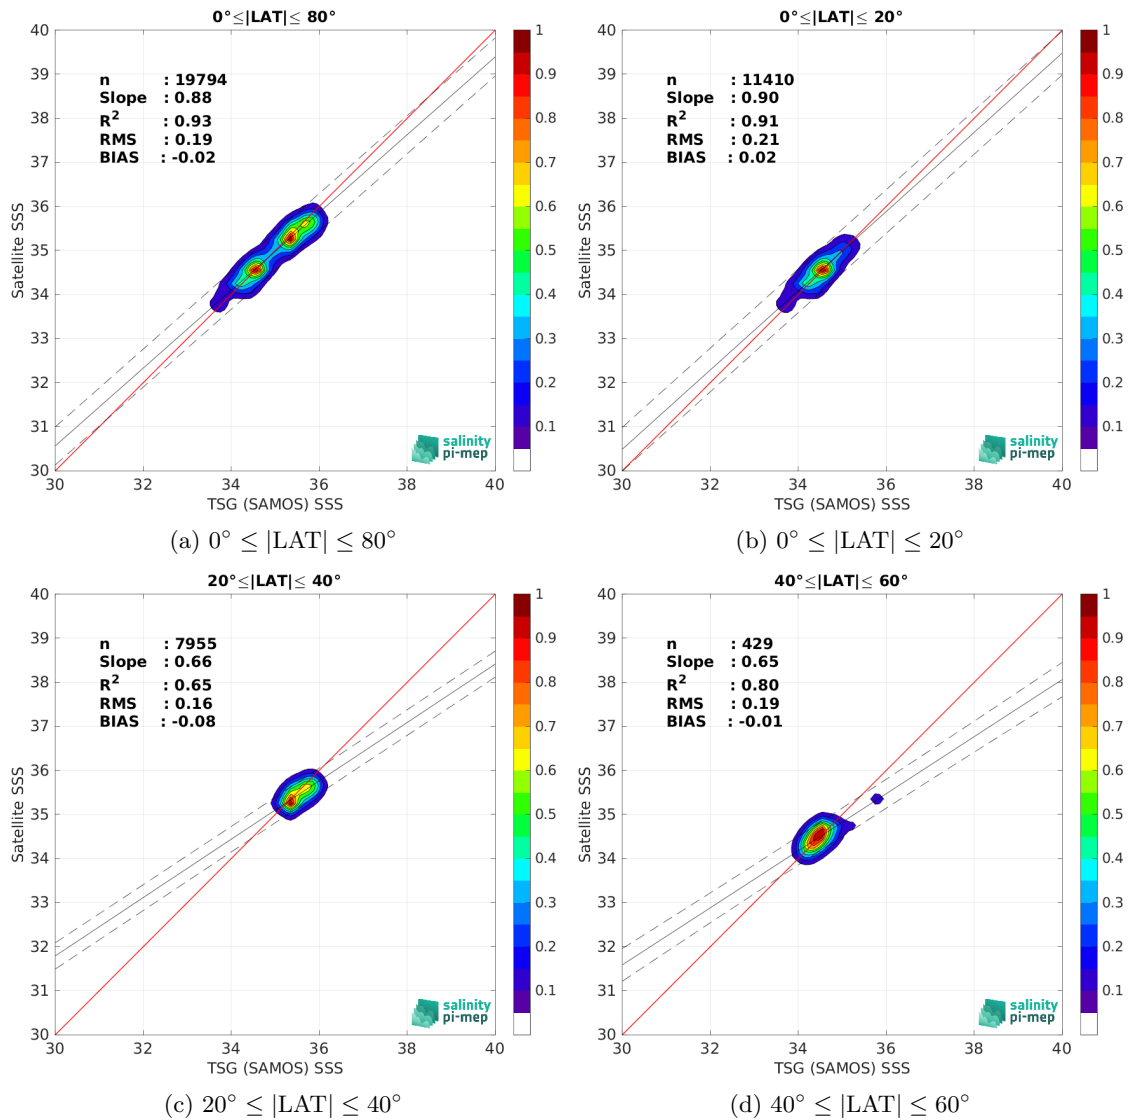 0°≤|LAT|≤ 80°
40
39
38
37
36
35
34
33
32
31
30
Satellite SSS
n : 19794
Slope : 0.88
R2 : 0.93
RMS : 0.19
BIAS : -0.02
salinity
pi-mep
30 32 34 36 38 40
TSG (SAMOS) SSS
1
0.9
0.8
0.7
0.6
0.5
0.4
0.3
0.2
0.1
(a) 0° ≤ |LAT| ≤ 80°
0°≤|LAT|≤ 20°
40
39
38
37
36
35
34
33
32
31
30
Satellite SSS
n : 11410
Slope : 0.90
R2 : 0.91
RMS : 0.21
BIAS : 0.02
salinity
pi-mep
30 32 34 36 38 40
TSG (SAMOS) SSS
1
0.9
0.8
0.7
0.6
0.5
0.4
0.3
0.2
0.1
(b) 0° ≤ |LAT| ≤ 20°
20°≤|LAT|≤ 40°
40
39
38
37
36
35
34
33
32
31
30
Satellite SSS
n : 7955
Slope : 0.66
R2 : 0.65
RMS : 0.16
BIAS : -0.08
salinity
pi-mep
30 32 34 36 38 40
TSG (SAMOS) SSS
1
0.9
0.8
0.7
0.6
0.5
0.4
0.3
0.2
0.1
(c) 20° ≤ |LAT| ≤ 40°
40°≤|LAT|≤ 60°
40
39
38
37
36
35
34
33
32
31
30
Satellite SSS
n : 429
Slope : 0.65
R2 : 0.80
RMS : 0.19
BIAS : -0.01
salinity
pi-mep
30 32 34 36 38 40
TSG (SAMOS) SSS
1
0.9
0.8
0.7
0.6
0.5
0.4
0.3
0.2
0.1
(d) 40° ≤ |LAT| ≤ 60°